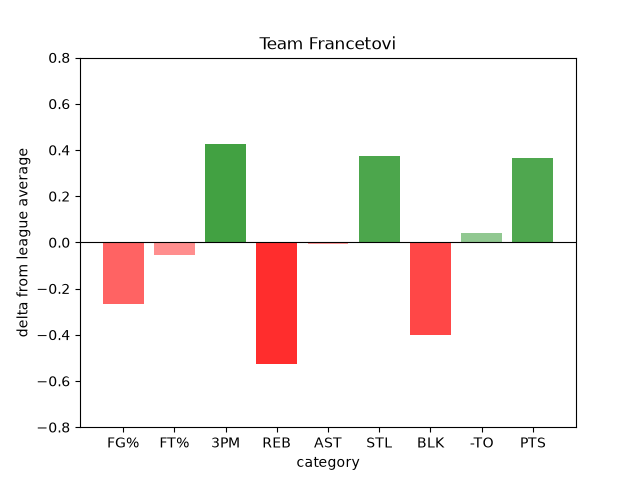 Team Francetovi
delta from league average
0.8
0.6
0.4
0.2
0.0
−0.2
−0.4
−0.6
−0.8
FG% FT% 3PM REB AST STL BLK -TO PTS
category